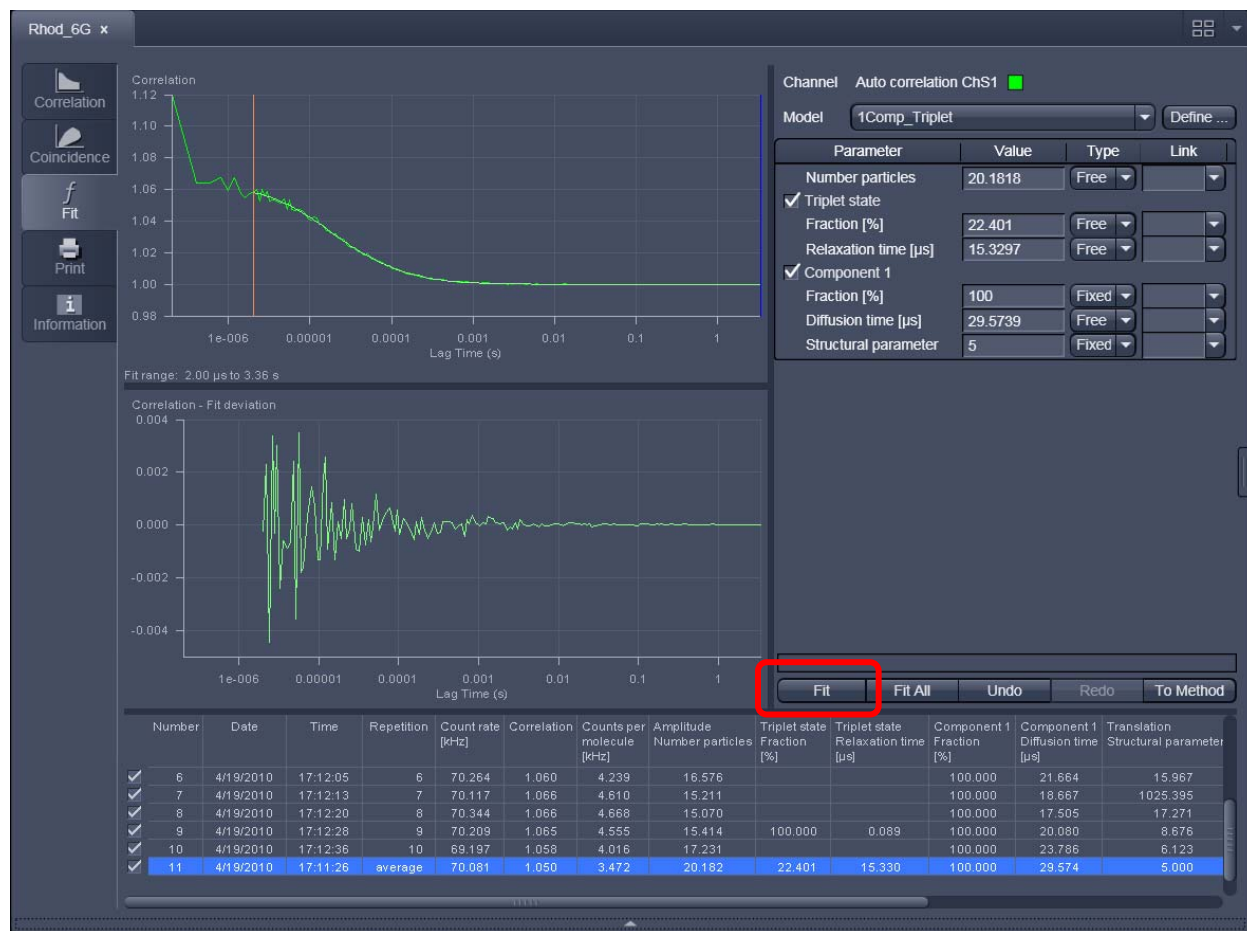 Rhod_6G x
Correlation
Coincidence
f
Fit
Print
i
Information
Correlation
1.12
1.10
1.08
1.06
1.04
1.02
1.00
0.98
1e-006 0.00001 0.0001 0.001 0.01 0.1 1
Lag Time (s)
Fit range: 2.00 µs to 3.36 s
Correlation - Fit deviation
0.004
0.002
0.000
-0.002
-0.004
1e-006 0.00001 0.0001 0.001 0.01 0.1 1
Lag Time (s)
Channel Auto correlation ChS1
Model 1Comp_Triplet Define ...
Parameter Value Type Link
Number particles 20.1818 Free
Triplet state
Fraction [%] 22.401 Free
Relaxation time [µs] 15.3297 Free
Component 1
Fraction [%] 100 Fixed
Diffusion time [µs] 29.5739 Free
Structural parameter 5 Fixed
Fit Fit All Undo Redo To Method
Number Date Time Repetition Count rate Correlation Counts per Amplitude Triplet state Triplet state Component 1 Component 1 Translation
[kHz] molecule Number particles Fraction Relaxation time Fraction Diffusion time Structural parameter
[kHz] [%] [µs] [%] [µs]
6 4/19/2010 17:12:05 6 70.264 1.060 4.239 16.576 100.000 21.664 15.967
7 4/19/2010 17:12:13 7 70.117 1.066 4.610 15.211 100.000 18.667 1025.395
8 4/19/2010 17:12:20 8 70.344 1.066 4.668 15.070 100.000 17.505 17.271
9 4/19/2010 17:12:28 9 70.209 1.065 4.555 15.414 100.000 0.089 100.000 20.080 8.676
10 4/19/2010 17:12:36 10 69.197 1.058 4.016 17.231 100.000 23.786 6.123
11 4/19/2010 17:11:26 average 70.081 1.050 3.472 20.182 22.401 15.330 100.000 29.574 5.000